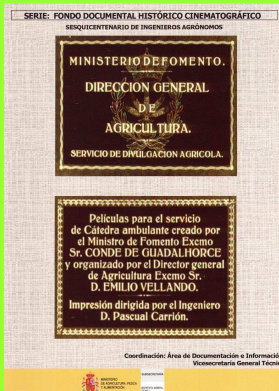 SERIE: FONDO DOCUMENTAL HISTÓRICO CINEMATOGRÁFICO
SESQUICENTENARIO DE INGENIEROS AGRÓNOMOS
MINISTERIO DE FOMENTO.
DIRECCION GENERAL
DE
AGRICULTURA.
SERVICIO DE DIVULGACION AGRICOLA.
Películas para el servicio
de Cátedra ambulante creado por
el Ministro de Fomento Excmo
Sr. CONDE DE GUADALHORCE
y organizado por el Director general
de Agricultura Excmo Sr.
D. EMILIO VELLANDO.
Impresión dirigida por el Ingeniero
D. Pascual Carrión.
Coordinación: Área de Documentación e Informació
Vicesecretaría General Técnic